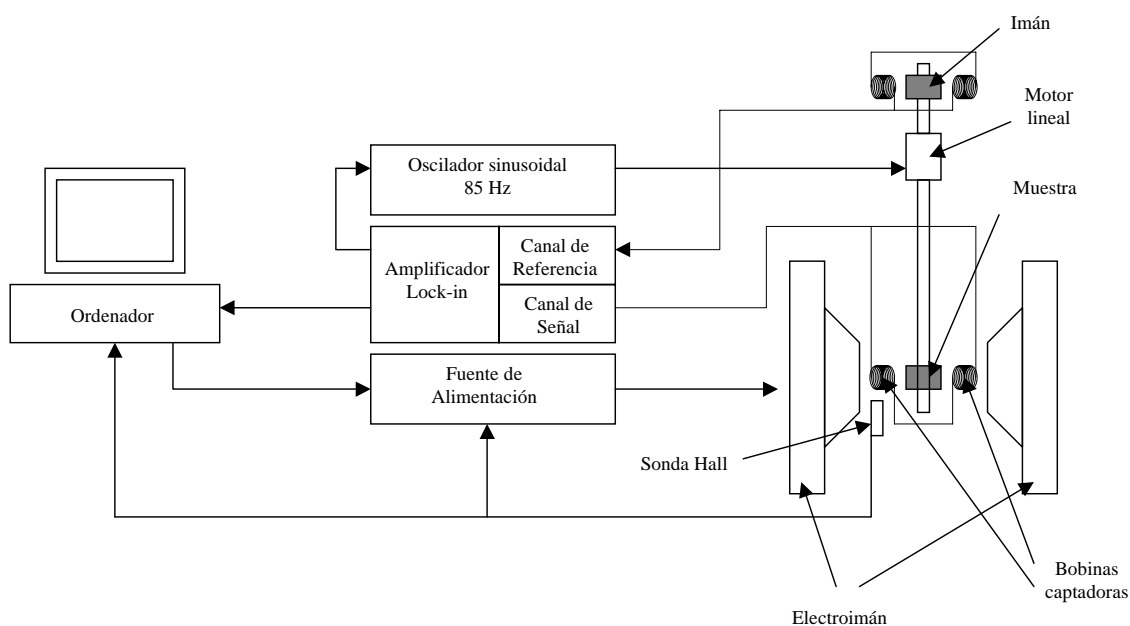 Imán
Motor
lineal
Oscilador sinusoidal
85 Hz
Muestra
Amplificador
Lock-in
Canal de
Referencia
Canal de
Señal
Ordenador
Fuente de
Alimentación
Sonda Hall
Bobinas
captadoras
Electroimán